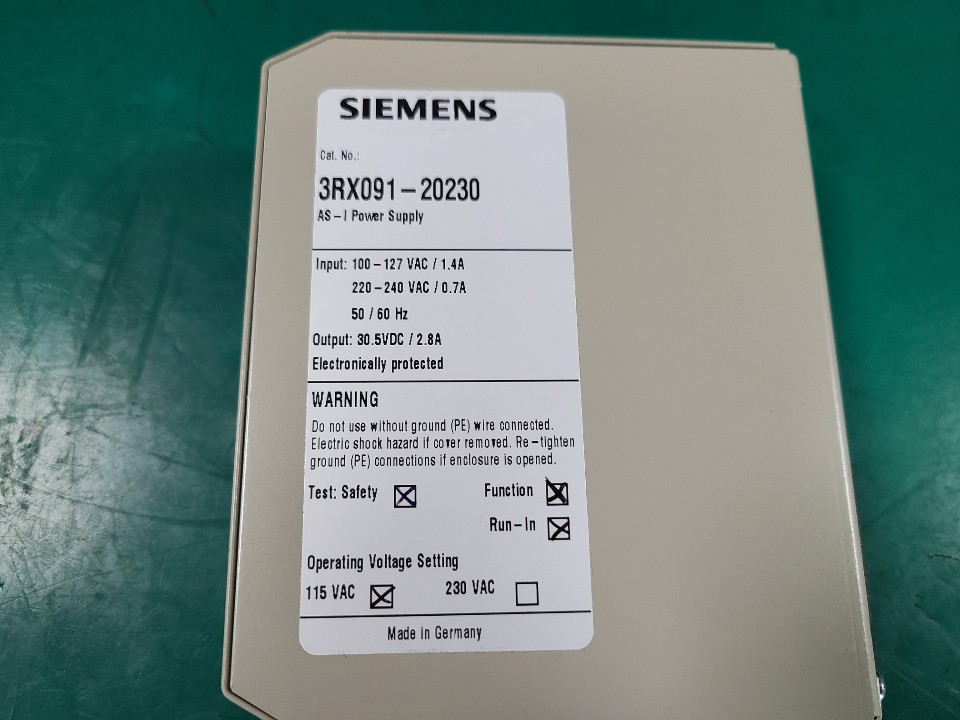 SIEMENS
Cat. No.:
3RX091-20230
AS-I Power Supply
Input: 100-127 VAC / 1.4A
220-240 VAC / 0.7A
50 / 60 Hz
Output: 30.5VDC / 2.8A
Electronically protected
WARNING
Do not use without ground (PE) wire connected.
Electric shock hazard if cover removed. Re-tighten
ground (PE) connections if enclosure is opened.
Test: Safety ☒ Function ☒
Run-In ☒
Operating Voltage Setting
115 VAC ☒ 230 VAC ☐
Made in Germany